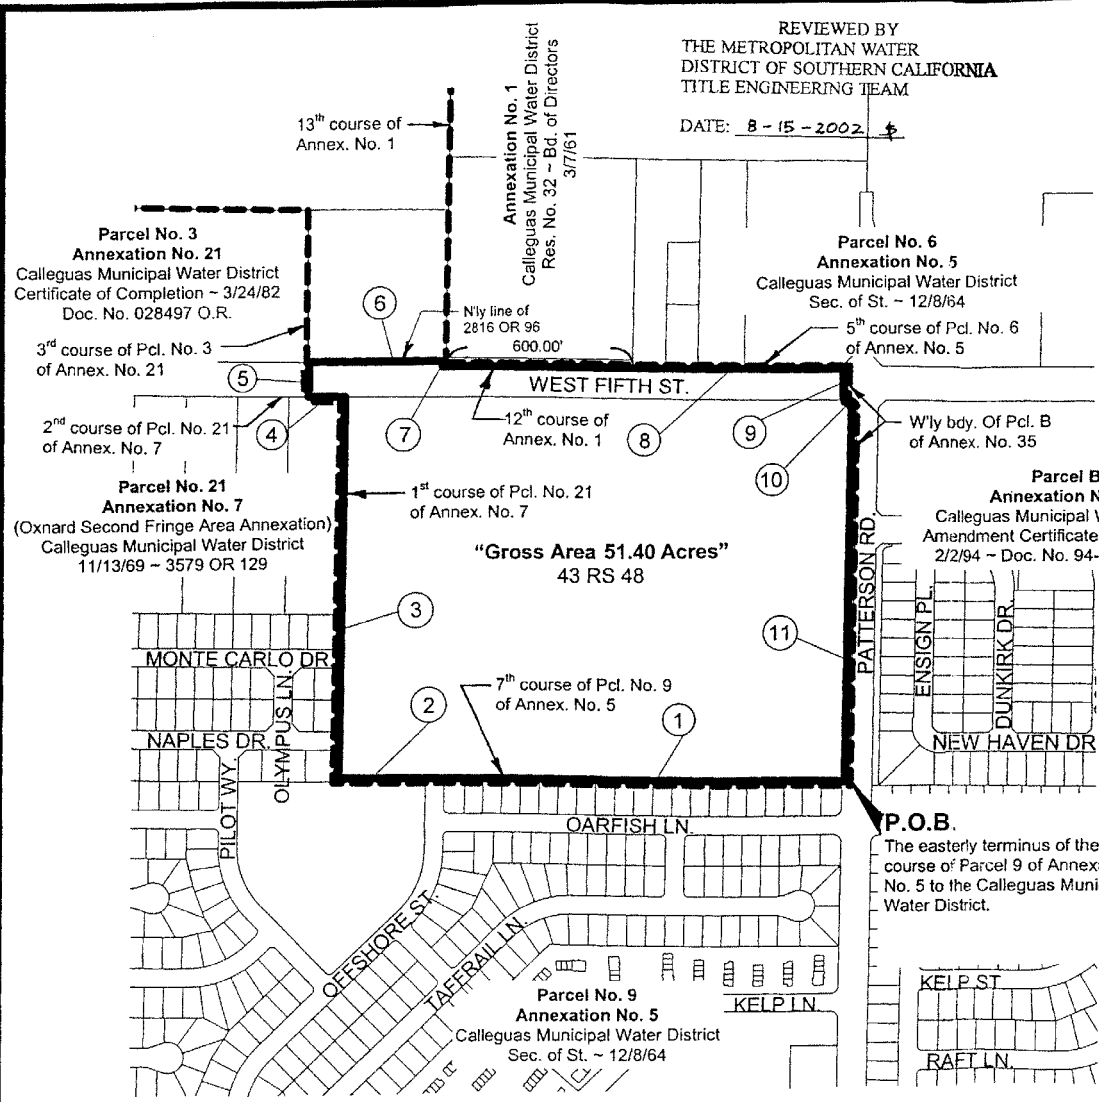 REVIEWED BY
THE METROPOLITAN WATER
DISTRICT OF SOUTHERN CALIFORNIA
TITLE ENGINEERING TEAM
DATE: 8-15-2002
13th course of
Annex. No. 1
Annexation No. 1
Calleguas Municipal Water District
Res. No. 32 ~ Bd. of Directors
3/7/61
Parcel No. 3
Annexation No. 21
Calleguas Municipal Water District
Certificate of Completion ~ 3/24/82
Doc. No. 028497 O.R.
Parcel No. 6
Annexation No. 5
Calleguas Municipal Water District
Sec. of St. ~ 12/8/64
6
N'ly line of
2816 OR 96
600.00'
5th course of Pcl. No. 6
of Annex. No. 5
3rd course of Pcl. No. 3
of Annex. No. 21
5
WEST FIFTH ST.
2nd course of Pcl. No. 21
of Annex. No. 7
4
7
12th course of
Annex. No. 1
8
9
W'ly bdy. Of Pcl. B
of Annex. No. 35
10
Parcel No. 21
Annexation No. 7
(Oxnard Second Fringe Area Annexation)
Calleguas Municipal Water District
11/13/69 ~ 3579 OR 129
1st course of Pcl. No. 21
of Annex. No. 7
Parcel B
Annexation N
Calleguas Municipal
Amendment Certificate
2/2/94 ~ Doc. No. 94-
"Gross Area 51.40 Acres"
43 RS 48
PATTERSON RD.
ENSIGN PL.
DUNKIRK DR.
3
11
MONTE CARLO DR.
OLYMPUS LN.
7th course of Pcl. No. 9
of Annex. No. 5
2
1
NAPLES DR.
NEW HAVEN DR
PILOT WY.
OARFISH LN.
P.O.B.
The easterly terminus of the
course of Parcel 9 of Annex
No. 5 to the Calleguas Muni
Water District.
OFFSHORE ST.
TAFFRAIL LN.
Parcel No. 9
Annexation No. 5
Calleguas Municipal Water District
Sec. of St. ~ 12/8/64
KELP LN.
KELP ST
RAFT LN.